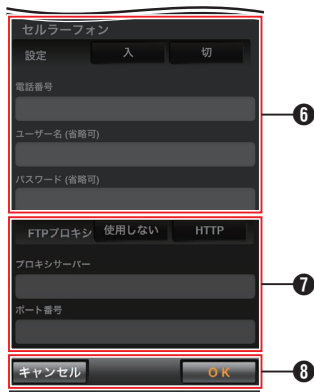 セルラーフォン
設定 入 切
電話番号
ユーザー名 (省略可)
パスワード (省略可)
❻
FTPプロキシ 使用しない HTTP
プロキシサーバー
❼
ポート番号
キャンセル OK ❽